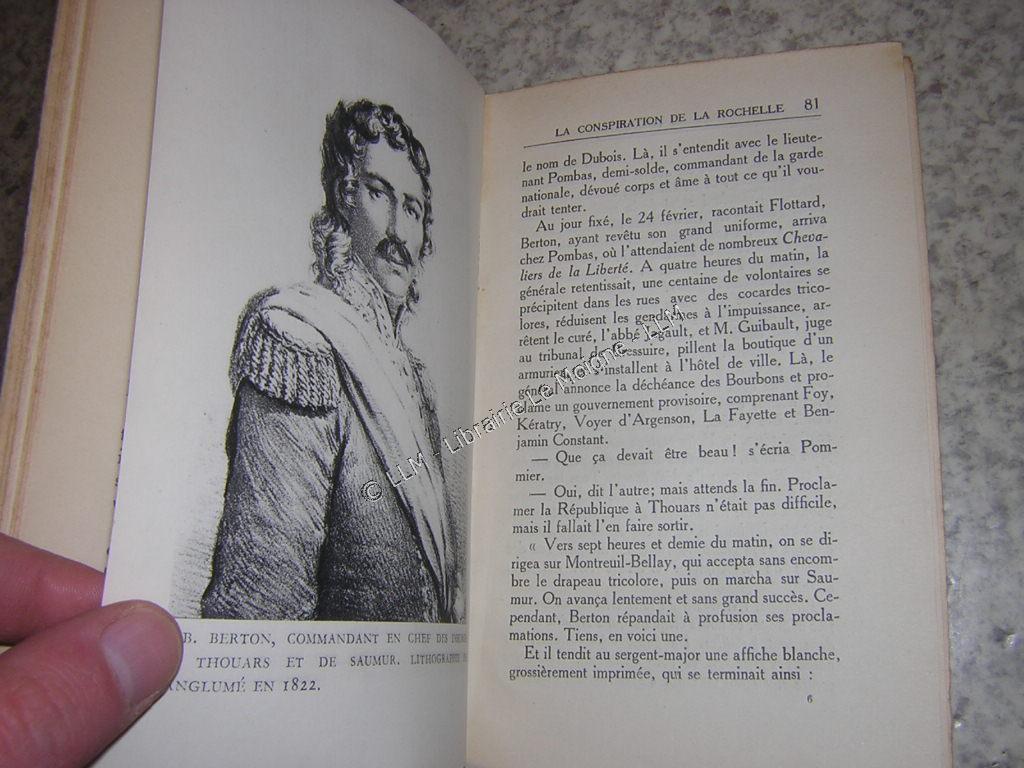 B. BERTON, COMMANDANT EN CHEF DES
THOUARS ET DE SAUMUR. LITHOGRAPHIE
ANGLUMÉ EN 1822.
LA CONSPIRATION DE LA ROCHELLE 81
le nom de Dubois. Là, il s'entendit avec le lieute-
nant Pombas, demi-solde, commandant de la garde
nationale, dévoué corps et âme à tout ce qu'il vou-
drait tenter.
Au jour fixé, le 24 février, racontait Flottard,
Berton, ayant revêtu son grand uniforme, arriva
chez Pombas, où l'attendaient de nombreux Cheva-
liers de la Liberté. A quatre heures du matin, la
générale retentissait, une centaine de volontaires se
précipitent dans les rues avec des cocardes trico-
lores, réduisent les gendarmes à l'impuissance, ar-
rêtent le curé, l'abbé Jégault, et M. Guibault, juge
au tribunal de Bressuire, pillent la boutique d'un
armurier, s'installent à l'hôtel de ville. Là, le
général annonce la déchéance des Bourbons et pro-
clame un gouvernement provisoire, comprenant Foy,
Kératry, Voyer d'Argenson, La Fayette et Ben-
jamin Constant.
— Que ça devait être beau ! s'écria Pom-
mier.
— Oui, dit l'autre; mais attends la fin. Procla-
mer la République à Thouars n'était pas difficile,
mais il fallait l'en faire sortir.
« Vers sept heures et demie du matin, on se di-
rigea sur Montreuil-Bellay, qui accepta sans encom-
bre le drapeau tricolore, puis on marcha sur Sau-
mur. On avança lentement et sans grand succès. Ce-
pendant, Berton répandait à profusion ses procla-
mations. Tiens, en voici une.
Et il tendit au sergent-major une affiche blanche,
grossièrement imprimée, qui se terminait ainsi :
6
© LLM - Librairie Le Moione - LLM